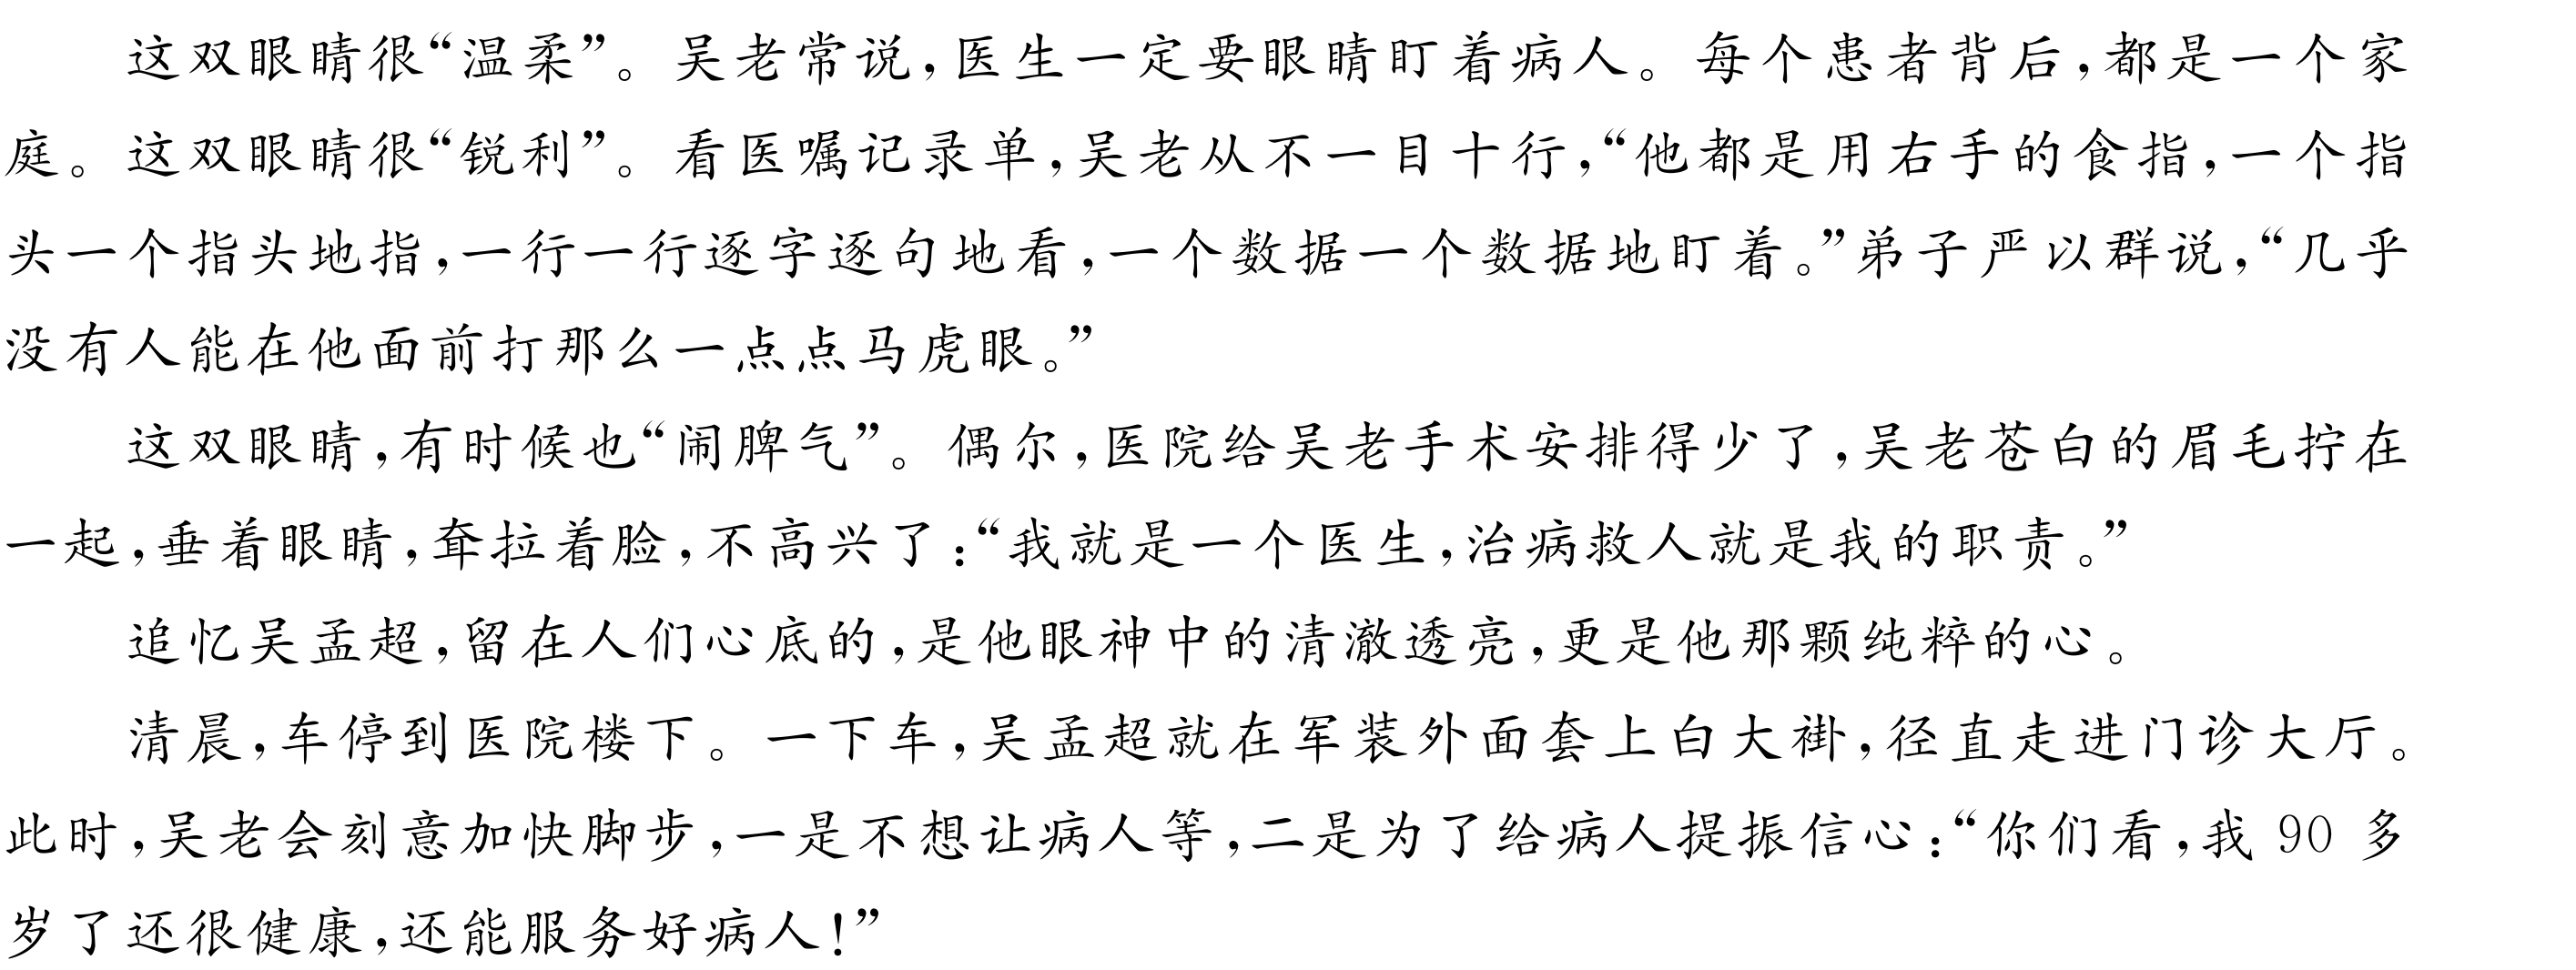 这双眼睛很“温柔”。吴老常说，医生一定要眼睛盯着病人。每个患者背后，都是一个家
庭。这双眼睛很“锐利”。看医嘱记录单，吴老从不一目十行，“他都是用右手的食指，一个指
头一个指头地指，一行一行逐字逐句地看，一个数据一个数据地盯着。”弟子严以群说，“几乎
没有人能在他面前打那么一点点马虎眼。”
这双眼睛，有时候也“闹脾气”。偶尔，医院给吴老手术安排得少了，吴老苍白的眉毛拧在
一起，垂着眼睛，耷拉着脸，不高兴了：“我就是一个医生，治病救人就是我的职责。”
追忆吴孟超，留在人们心底的，是他眼神中的清澈透亮，更是他那颗纯粹的心。
清晨，车停到医院楼下。一下车，吴孟超就在军装外面套上白大褂，径直走进门诊大厅。
此时，吴老会刻意加快脚步，一是不想让病人等，二是为了给病人提振信心：“你们看，我 90 多
岁了还很健康，还能服务好病人！”